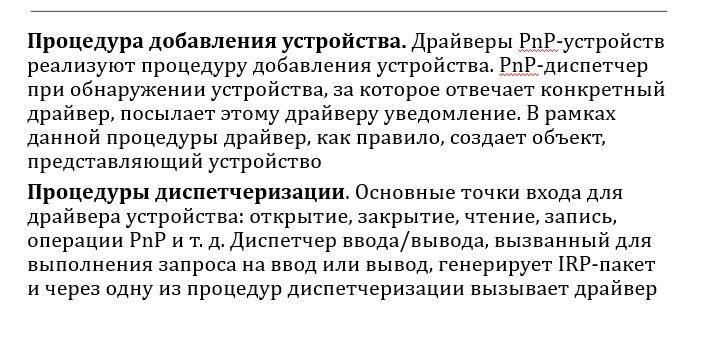 Процедура добавления устройства. Драйверы PnP-устройств
реализуют процедуру добавления устройства. PnP-диспетчер
при обнаружении устройства, за которое отвечает конкретный
драйвер, посылает этому драйверу уведомление. В рамках
данной процедуры драйвер, как правило, создает объект,
представляющий устройство
Процедуры диспетчеризации. Основные точки входа для
драйвера устройства: открытие, закрытие, чтение, запись,
операции PnP и т. д. Диспетчер ввода/вывода, вызванный для
выполнения запроса на ввод или вывод, генерирует IRP-пакет
и через одну из процедур диспетчеризации вызывает драйвер